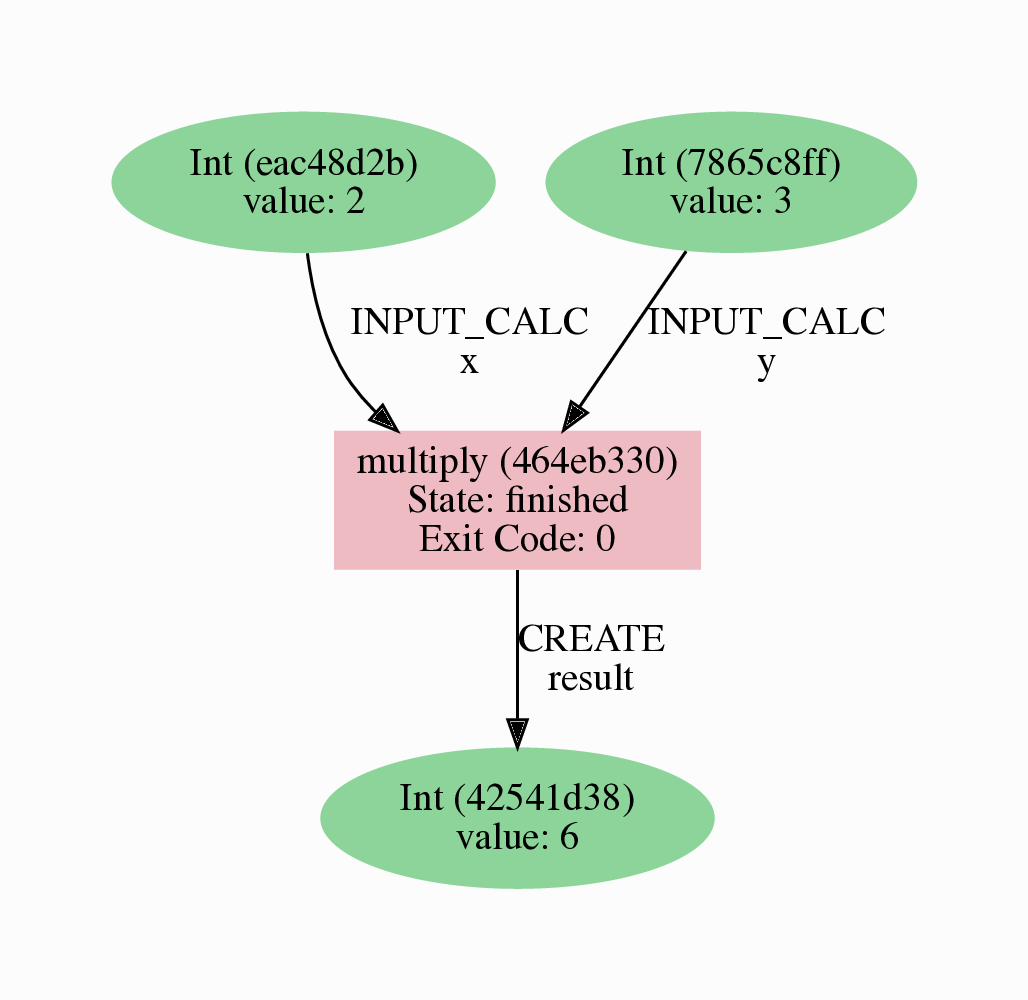 Int (eac48d2b)
value: 2
Int (7865c8ff)
value: 3
INPUT_CALC
x
INPUT_CALC
y
multiply (464eb330)
State: finished
Exit Code: 0
CREATE
result
Int (42541d38)
value: 6